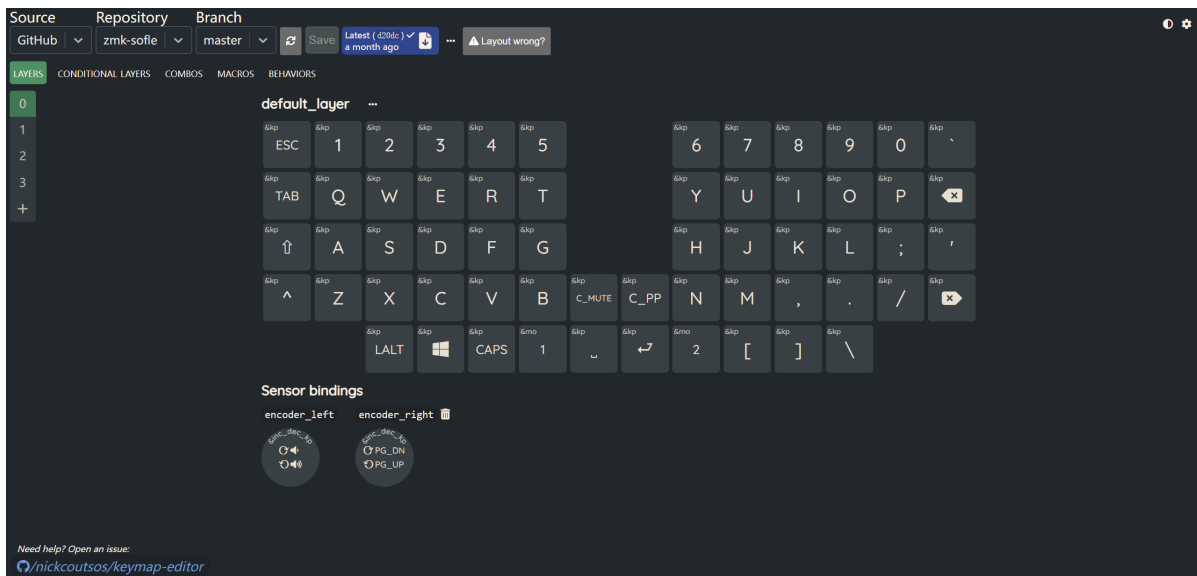 Source Repository Branch
GitHub zmk-sofle master Save Latest ( d20dc ) a month ago ... Layout wrong?
LAYERS CONDITIONAL LAYERS COMBOS MACROS BEHAVIORS
0
1
2
3
+
default_layer ...
&kp &kp &kp &kp &kp &kp &kp &kp &kp &kp &kp &kp
ESC 1 2 3 4 5 6 7 8 9 0 `
&kp &kp &kp &kp &kp &kp &kp &kp &kp &kp &kp &kp
TAB Q W E R T Y U I O P
&kp &kp &kp &kp &kp &kp &kp &kp &kp &kp &kp &kp
⇧ A S D F G H J K L ; '
&kp &kp &kp &kp &kp &kp &kp &kp &kp &kp &kp &kp &kp &kp
^ Z X C V B C_MUTE C_PP N M , . /
&kp &kp &kp &mo &kp &kp &mo &kp &kp &kp
LALT CAPS 1 ␣ ⏎ 2 [ ] \
Sensor bindings
encoder_left encoder_right
&inc_dec_kp &inc_dec_kp
PG_DN
PG_UP
Need help? Open an issue:
/nickcoutsos/keymap-editor